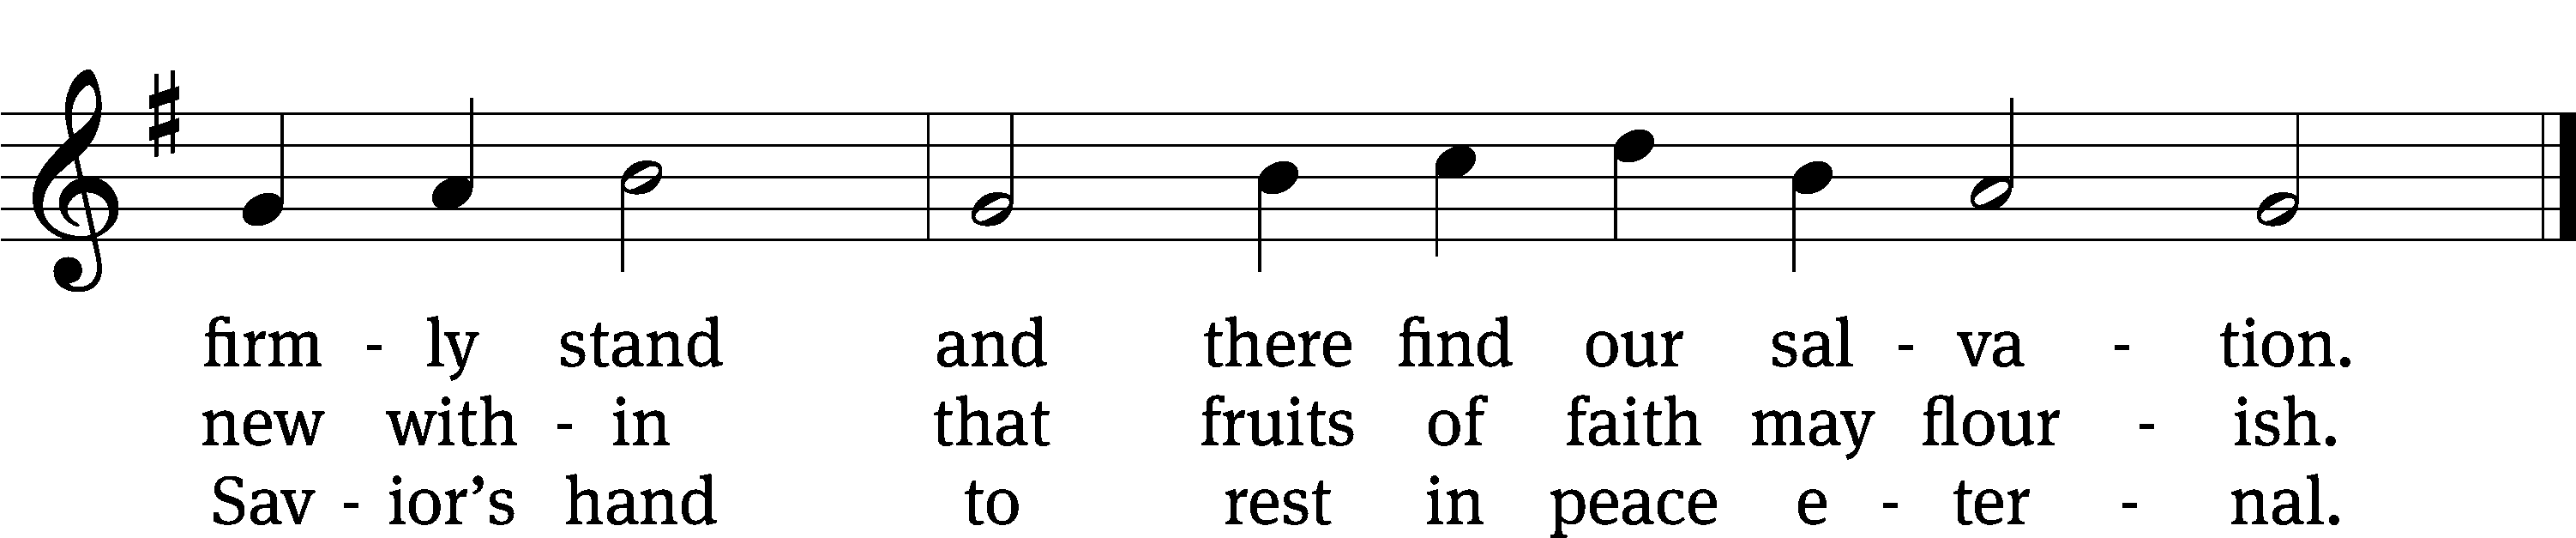 firm - ly stand and there find our sal - va - tion.
new with - in that fruits of faith may flour - ish.
Sav - ior’s hand to rest in peace e - ter - nal.